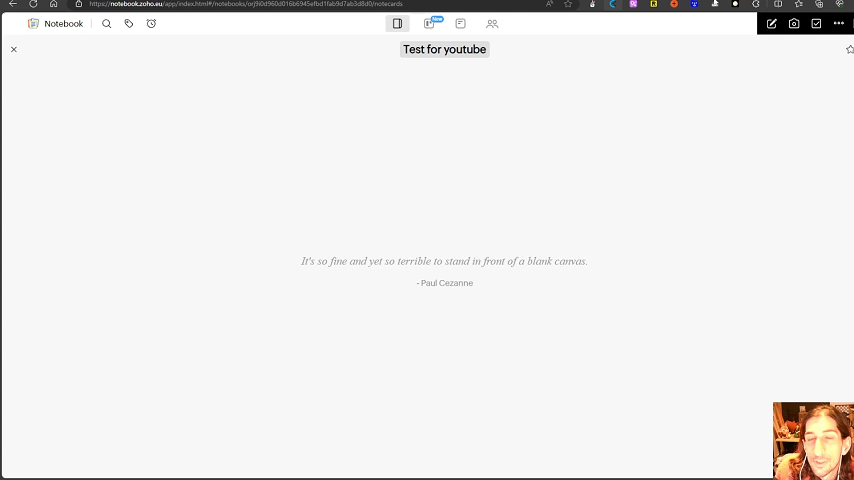 https://notebook.zoho.eu/app/index.html#/notebooks/orj9i0d960d016b6945efbd1fab9d7ab3d8d0/notecards
Notebook
New
Test for youtube
It's so fine and yet so terrible to stand in front of a blank canvas.
- Paul Cezanne